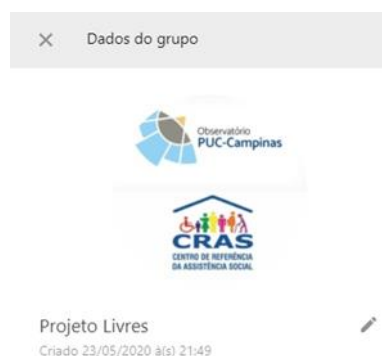 Dados do grupo
Observatório
PUC-Campinas
CRAS
CENTRO DE REFERÊNCIA
DA ASSISTÊNCIA SOCIAL
Projeto Livres
Criado 23/05/2020 à(s) 21:49